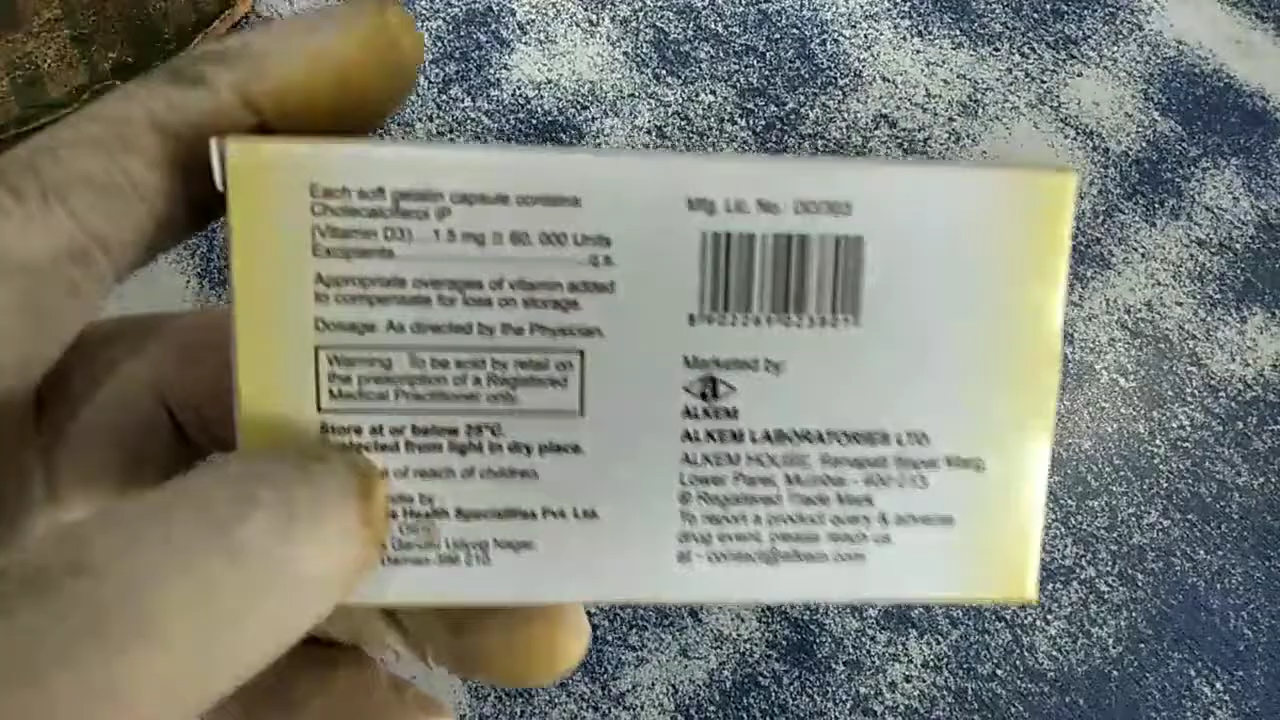 Each soft gelatin capsule contains:
Cholecalciferol IP
(Vitamin D3)....1.5 mg ≅ 60, 000 Units
Excipients......................................q.s.
Appropriate overages of vitamin added
to compensate for loss on storage.
Dosage: As directed by the Physician.
Warning : To be sold by retail on
the prescription of a Registered
Medical Practitioner only.
Store at or below 25°C.
Protected from light in dry place.
of reach of children
by :
Health Specialities Pvt. Ltd.
Udyog Nagar,
Mfg. Lic. No.:
Marketed by:
ALKEM
ALKEM LABORATORIES LTD.
ALKEM HOUSE, Senapati Bapat Marg,
Lower Parel, Mumbai - 400 013.
® Registered Trade Mark
To report a product query & adverse
drug event, please reach us
at - contact@alkem.com